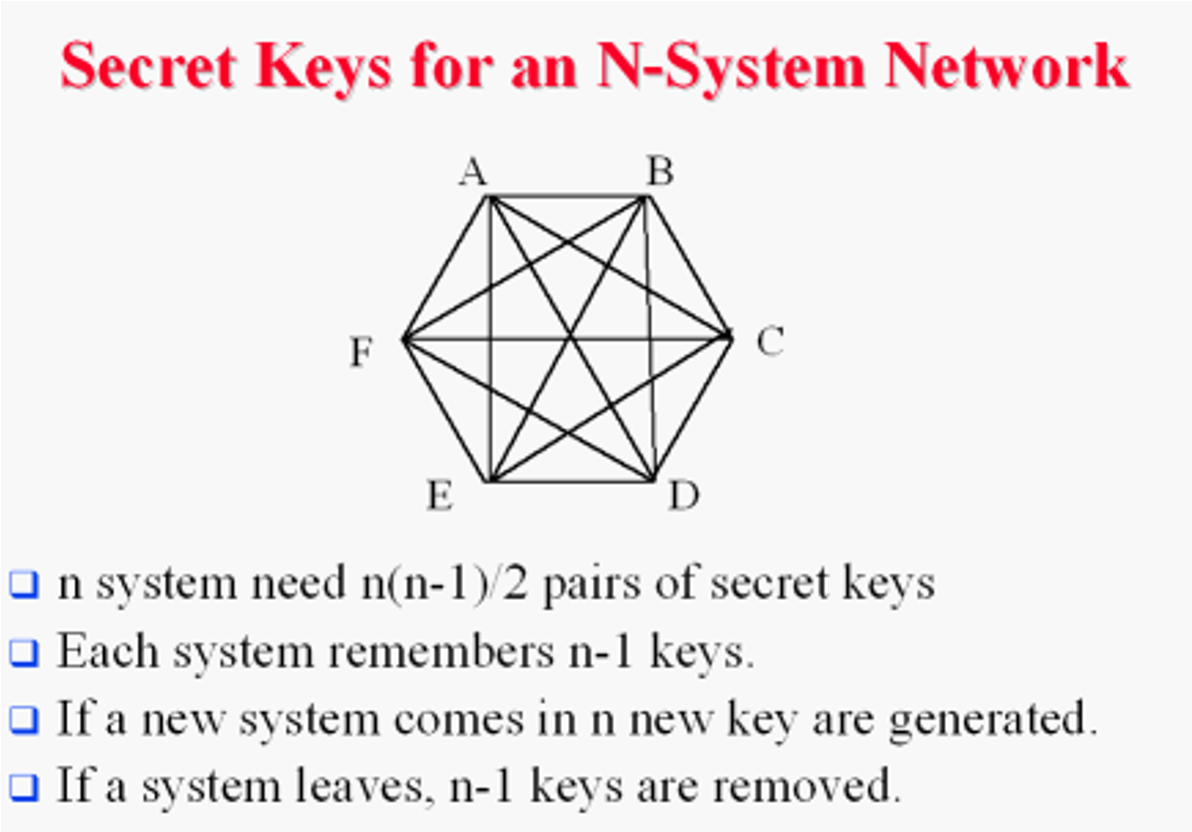 Secret Keys for an N-System Network
A
B
F
C
E
D
n system need n(n-1)/2 pairs of secret keys
Each system remembers n-1 keys.
If a new system comes in n new key are generated.
If a system leaves, n-1 keys are removed.